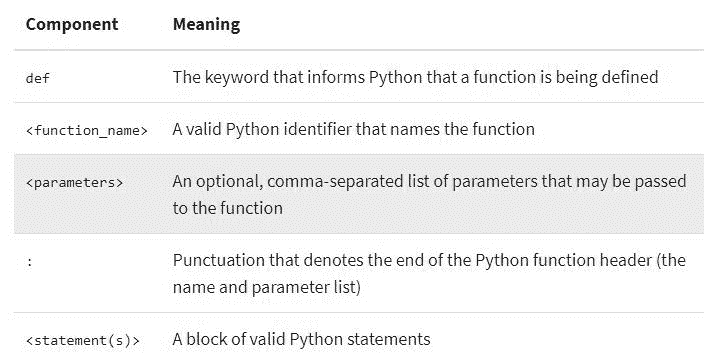 Component Meaning
def The keyword that informs Python that a function is being defined
<function_name> A valid Python identifier that names the function
<parameters> An optional, comma-separated list of parameters that may be passed
to the function
: Punctuation that denotes the end of the Python function header (the
name and parameter list)
<statement(s)> A block of valid Python statements